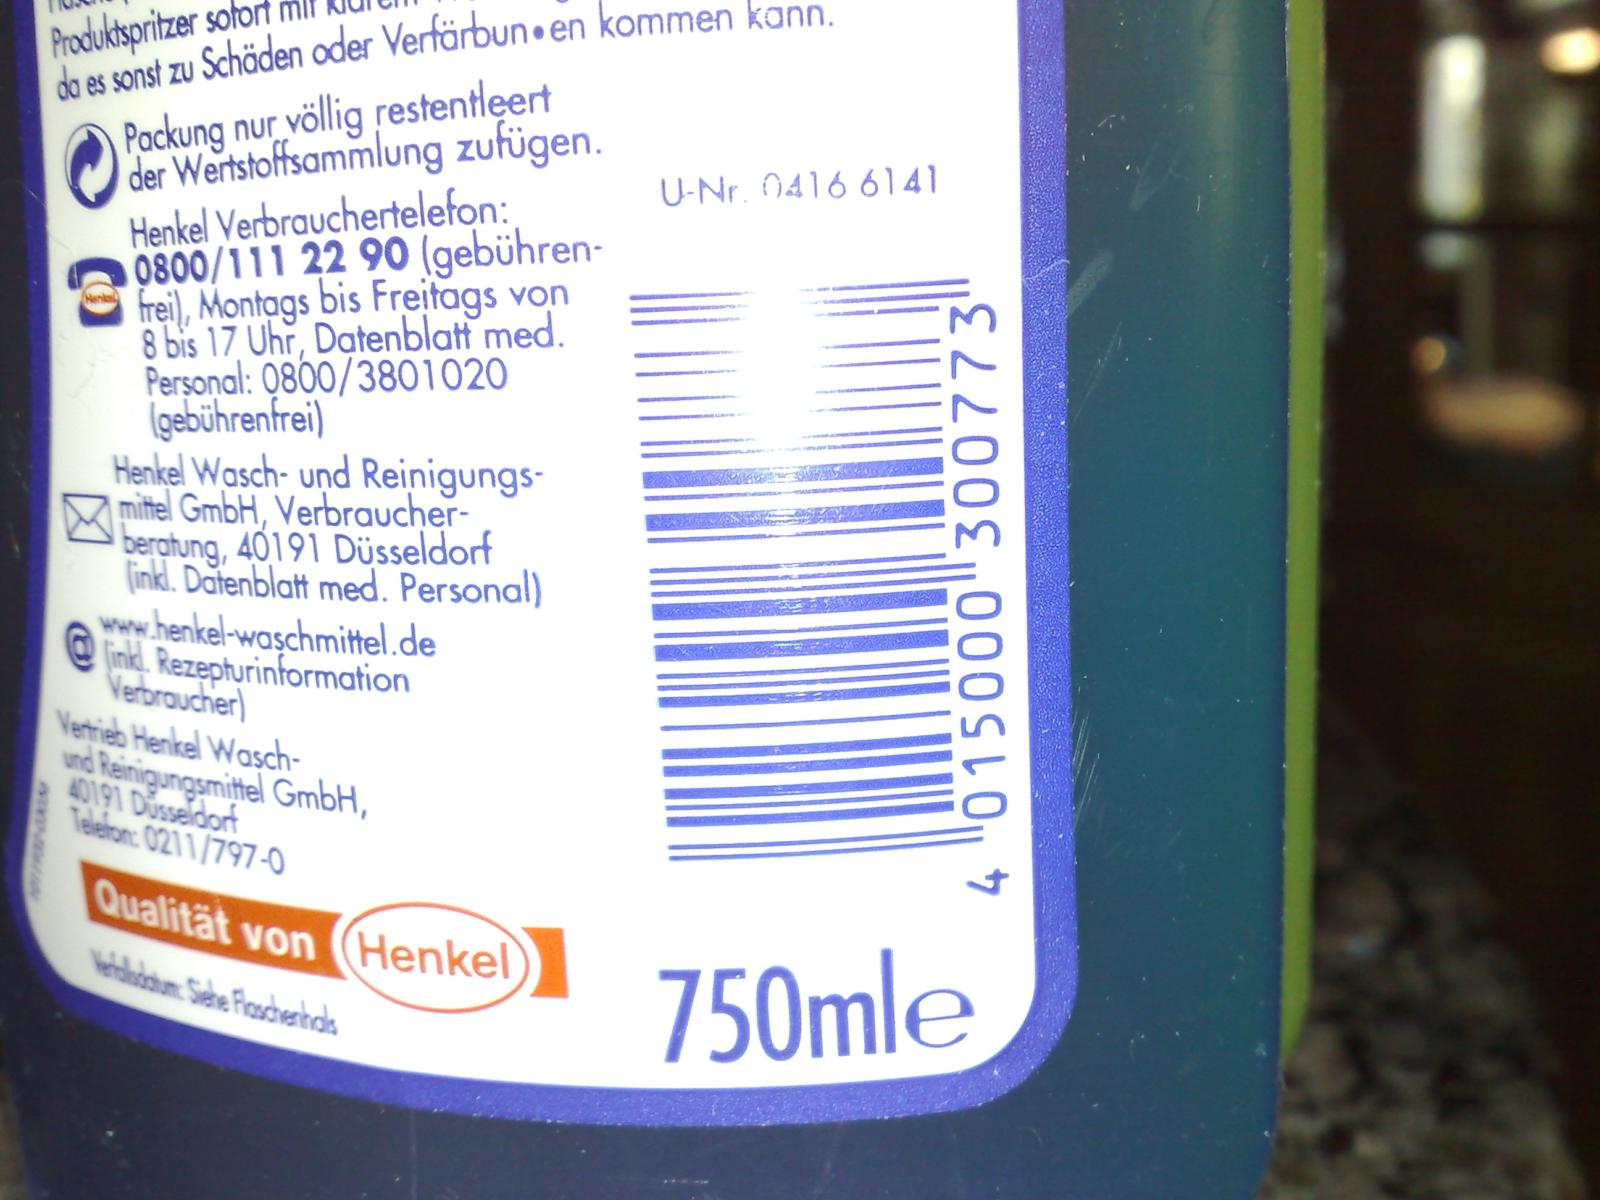 Produktspritzer sofort mit klarem
da es sonst zu Schäden oder Verfärbun•en kommen kann.
Packung nur völlig restentleert
der Wertstoffsammlung zufügen.
U-Nr. 0416 6141
Henkel Verbrauchertelefon:
0800/111 22 90 (gebühren-
frei), Montags bis Freitags von
8 bis 17 Uhr, Datenblatt med.
Personal: 0800/3801020
(gebührenfrei)
Henkel
Henkel Wasch- und Reinigungs-
mittel GmbH, Verbraucher-
beratung, 40191 Düsseldorf
(inkl. Datenblatt med. Personal)
@ www.henkel-waschmittel.de
(inkl. Rezepturinformation
Verbraucher)
Vertrieb Henkel Wasch-
und Reinigungsmittel GmbH,
40191 Düsseldorf
Telefon: 0211/797-0
Qualität von Henkel
Verfallsdatum: Siehe Flaschenhals
4 015000 300773
750ml e